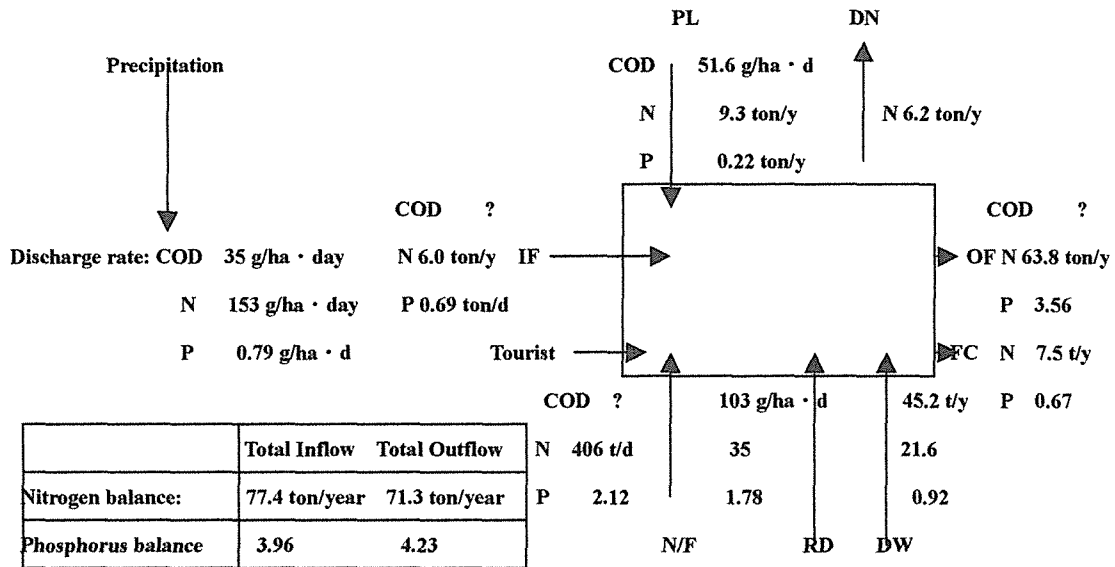 PL DN
Precipitation COD 51.6 g/ha・d
N 9.3 ton/y N 6.2 ton/y
P 0.22 ton/y
COD ? COD ?
Discharge rate: COD 35 g/ha・day N 6.0 ton/y IF OF N 63.8 ton/y
N 153 g/ha・day P 0.69 ton/d P 3.56
P 0.79 g/ha・d Tourist FC N 7.5 t/y
COD ? 103 g/ha・d 45.2 t/y P 0.67
Total Inflow Total Outflow N 406 t/d 35 21.6
Nitrogen balance: 77.4 ton/year 71.3 ton/year P 2.12 1.78 0.92
Phosphorus balance 3.96 4.23 N/F RD DW